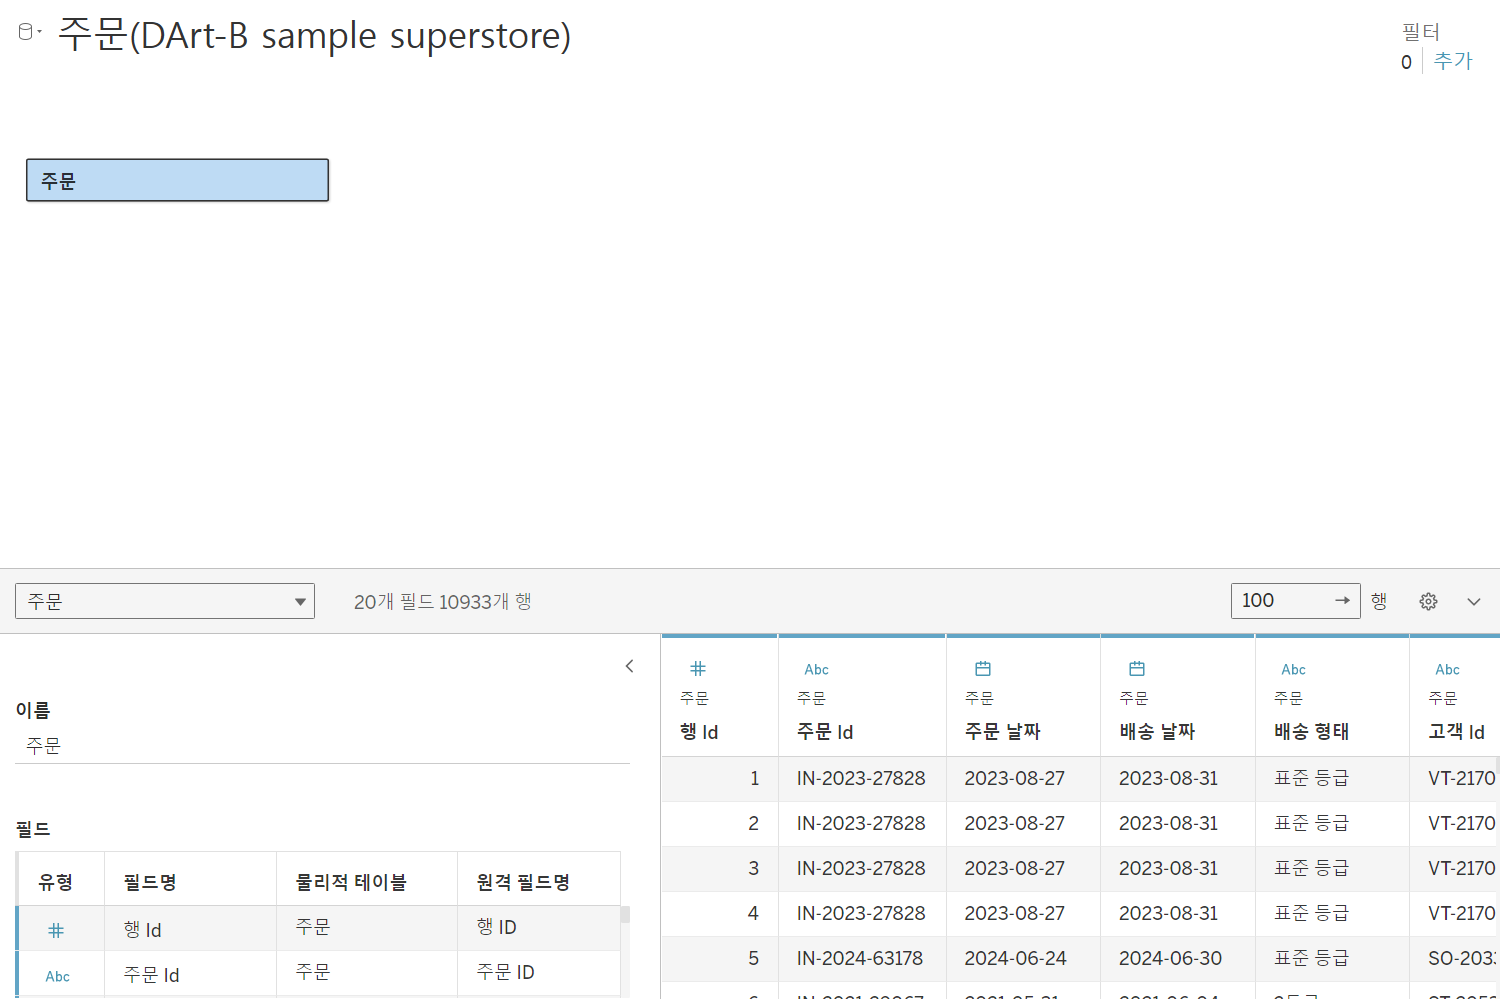 주문(DArt-B sample superstore)
필터
0 추가
주문
주문 20개 필드 10933개 행 100 → 행
이름
주문
필드
유형 필드명 물리적 테이블 원격 필드명
# 행 Id 주문 행 ID
Abc 주문 Id 주문 주문 ID
# Abc Abc Abc
주문 주문 주문 주문 주문 주문
행 Id 주문 Id 주문 날짜 배송 날짜 배송 형태 고객 Id
1 IN-2023-27828 2023-08-27 2023-08-31 표준 등급 VT-2170
2 IN-2023-27828 2023-08-27 2023-08-31 표준 등급 VT-2170
3 IN-2023-27828 2023-08-27 2023-08-31 표준 등급 VT-2170
4 IN-2023-27828 2023-08-27 2023-08-31 표준 등급 VT-2170
5 IN-2024-63178 2024-06-24 2024-06-30 표준 등급 SO-203